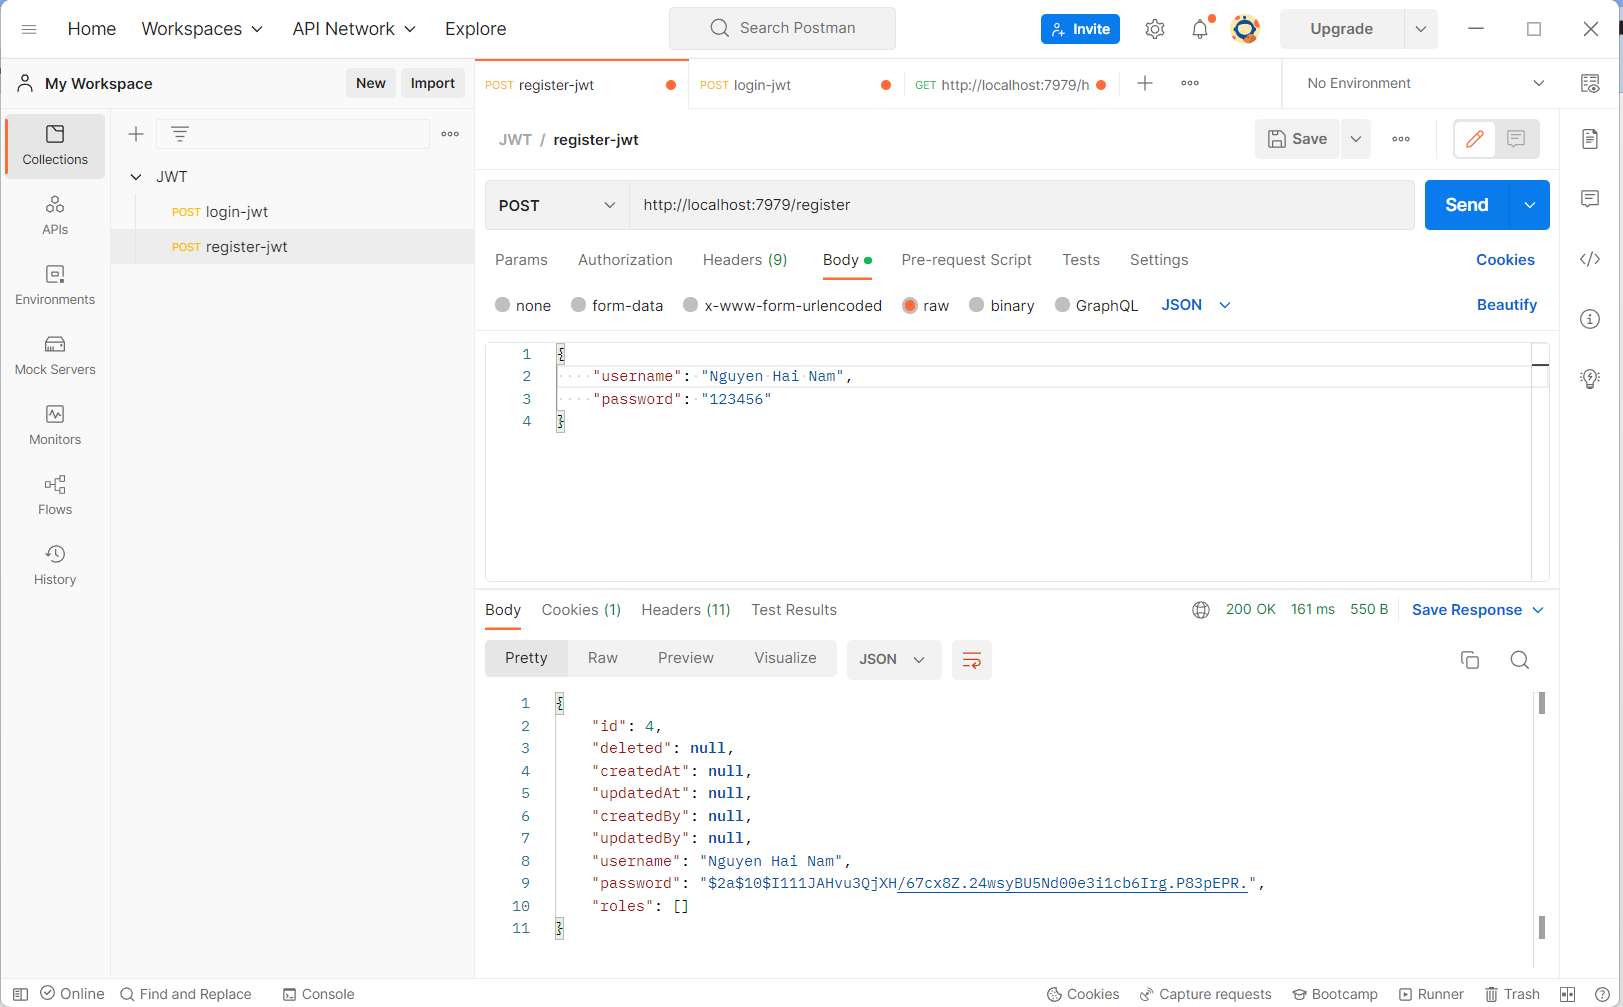 Home Workspaces API Network Explore Search Postman Invite Upgrade
My Workspace New Import POST register-jwt POST login-jwt GET http://localhost:7979/h No Environment
Collections
APIs
Environments
Mock Servers
Monitors
Flows
History
JWT
POST login-jwt
POST register-jwt
JWT / register-jwt Save
POST http://localhost:7979/register Send
Params Authorization Headers (9) Body Pre-request Script Tests Settings Cookies
none form-data x-www-form-urlencoded raw binary GraphQL JSON Beautify
1 {
2 "username": "Nguyen Hai Nam",
3 "password": "123456"
4 }
Body Cookies (1) Headers (11) Test Results 200 OK 161 ms 550 B Save Response
Pretty Raw Preview Visualize JSON
1 {
2 "id": 4,
3 "deleted": null,
4 "createdAt": null,
5 "updatedAt": null,
6 "createdBy": null,
7 "updatedBy": null,
8 "username": "Nguyen Hai Nam",
9 "password": "$2a$10$I111JAHvu3QjXH/67cx8Z.24wsyBU5Nd00e3i1cb6Irg.P83pEPR.",
10 "roles": []
11 }
Online Find and Replace Console Cookies Capture requests Bootcamp Runner Trash